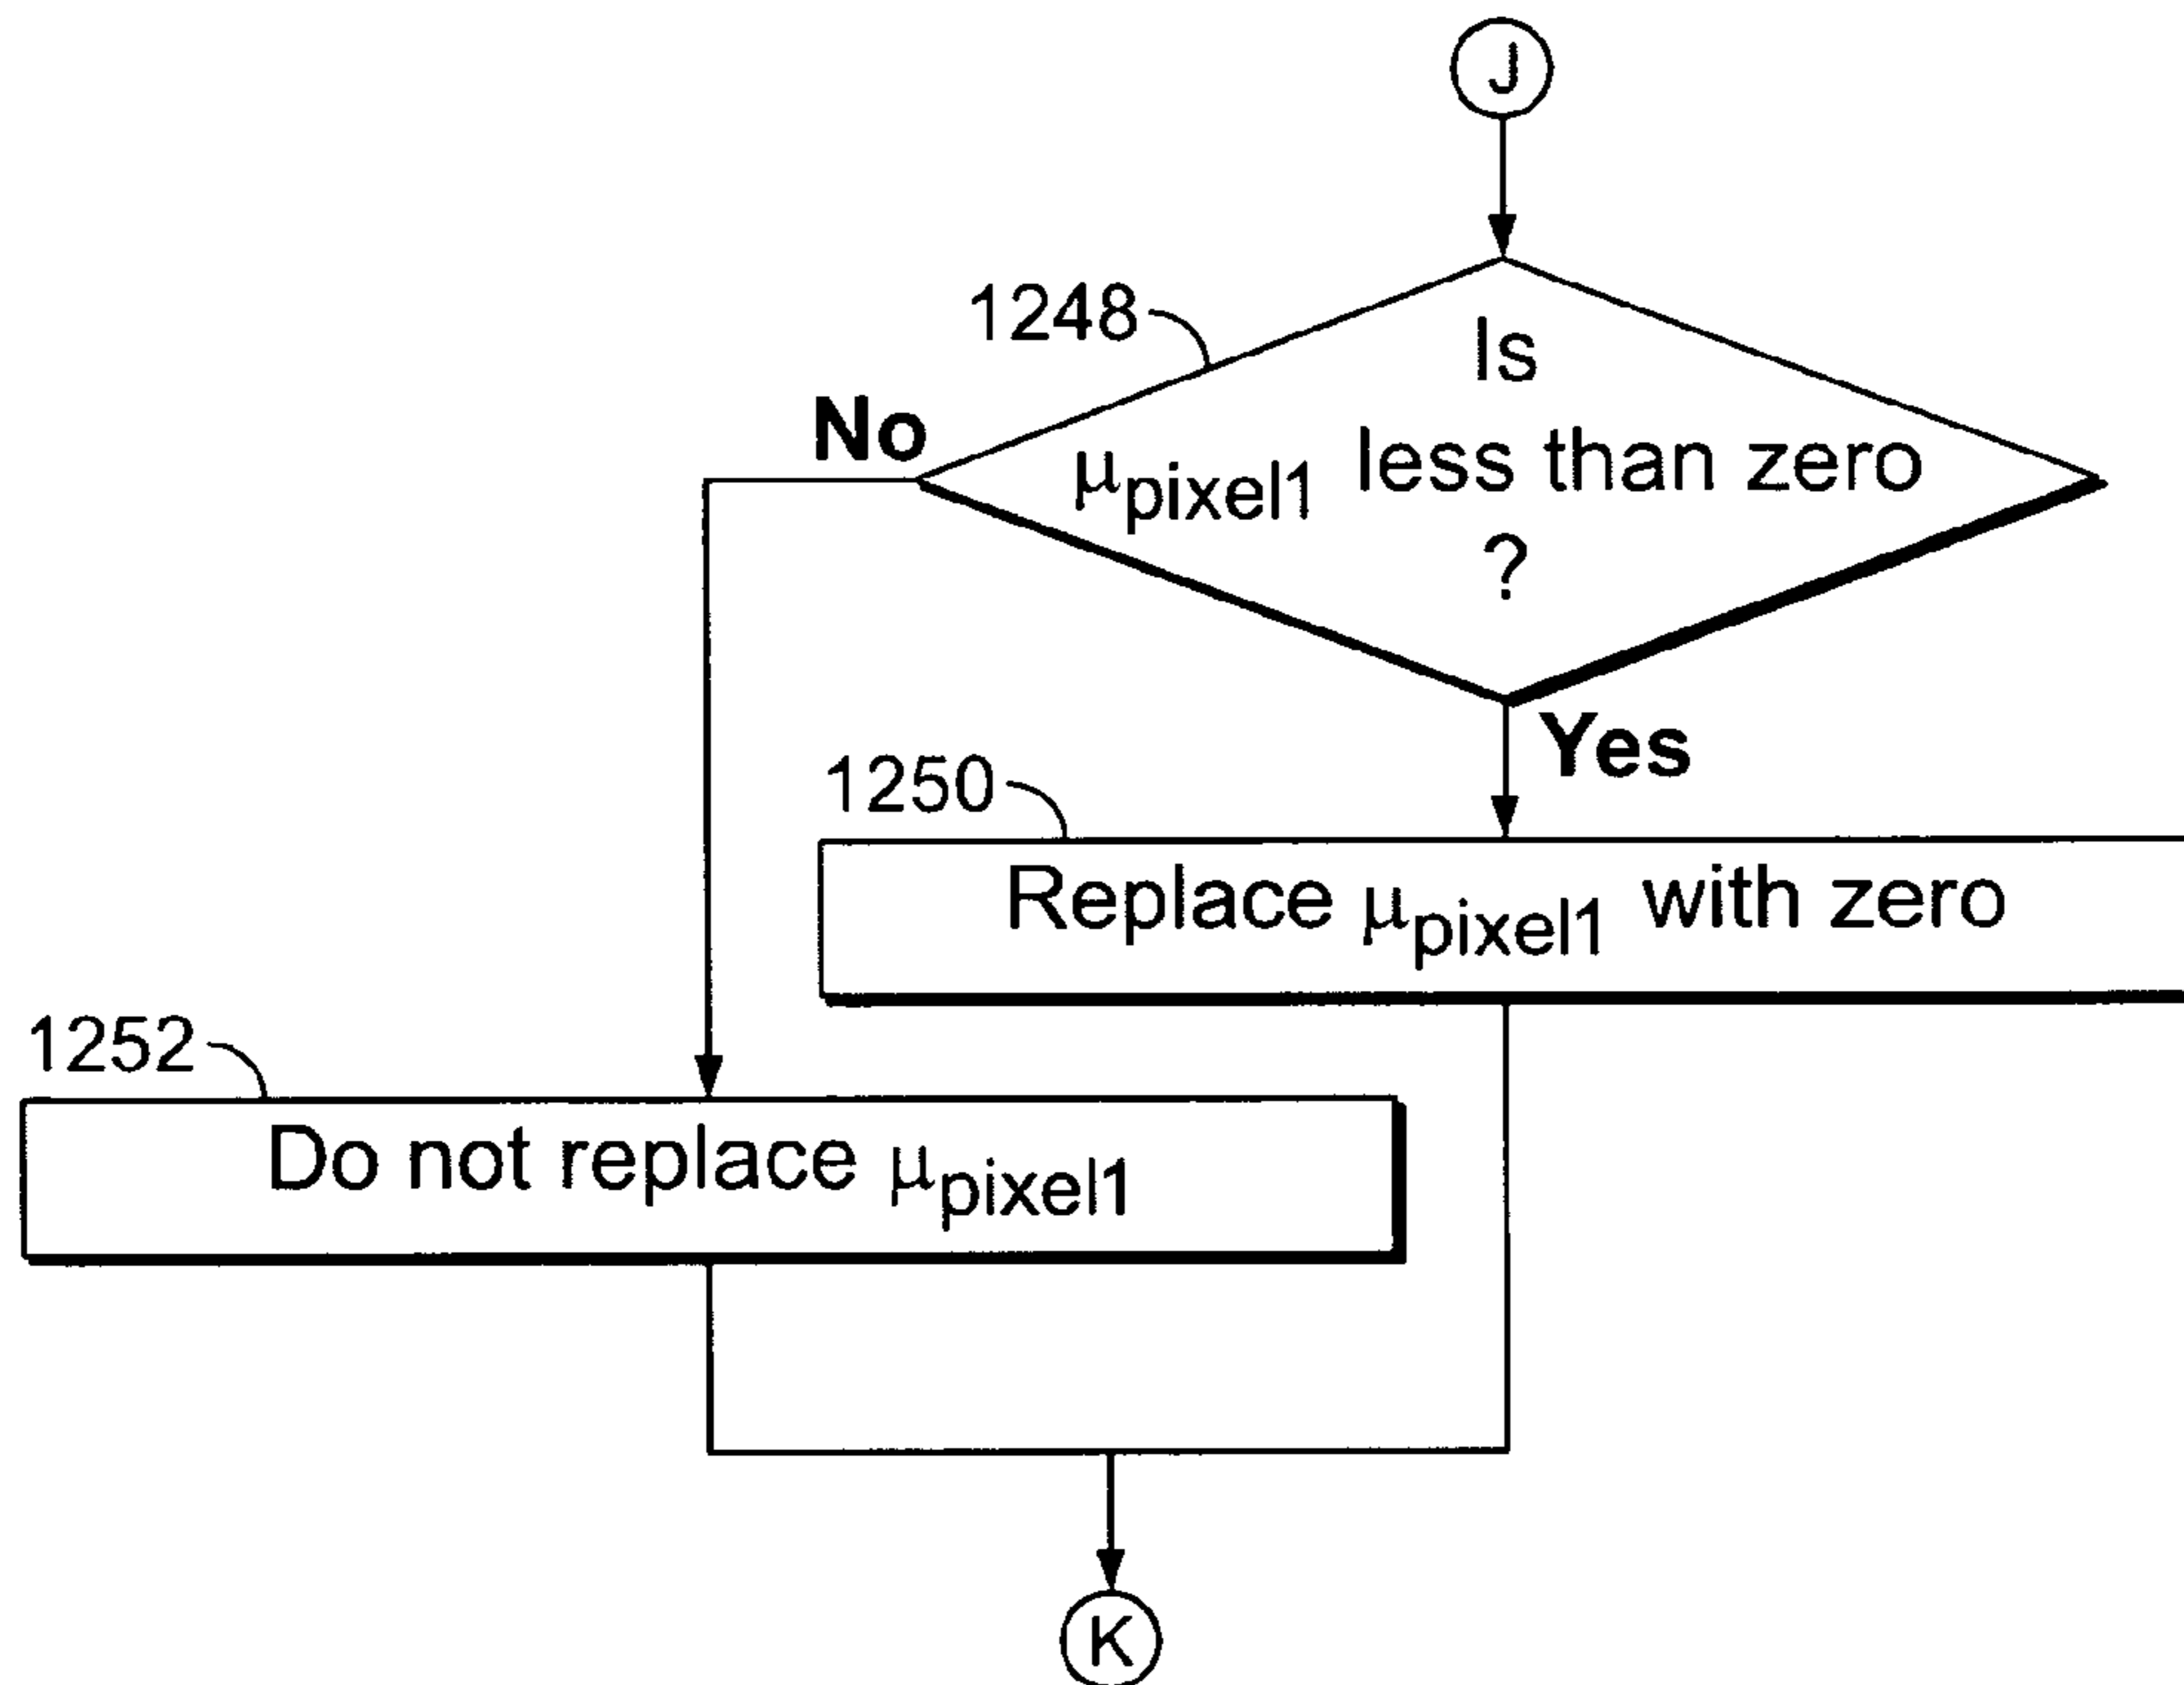 J
1248
Is
No
μpixel1 less than zero
?
Yes
1250
Replace μpixel1 with zero
1252
Do not replace μpixel1
K